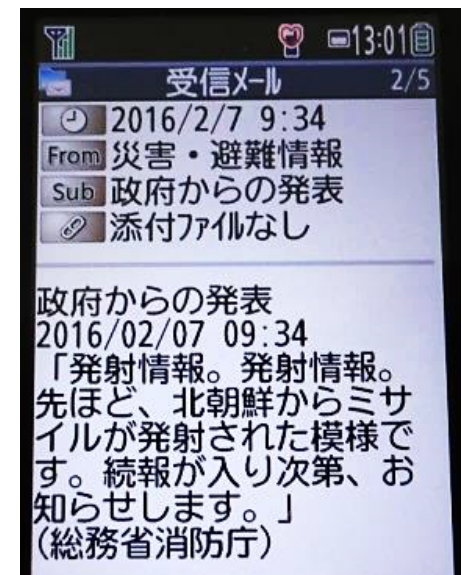 13:01
受信メール 2/5
2016/2/7 9:34
From 災害・避難情報
Sub 政府からの発表
添付ファイルなし
政府からの発表
2016/02/07 09:34
「発射情報。発射情報。
先ほど、北朝鮮からミサ
イルが発射された模様で
す。続報が入り次第、お
知らせします。」
(総務省消防庁)